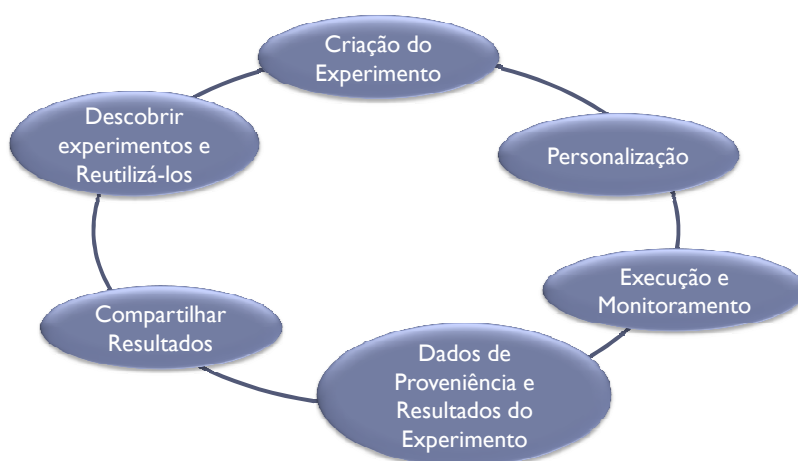 Criação do
Experimento
Personalização
Execução e
Monitoramento
Dados de
Proveniência e
Resultados do
Experimento
Compartilhar
Resultados
Descobrir
experimentos e
Reutilizá-los